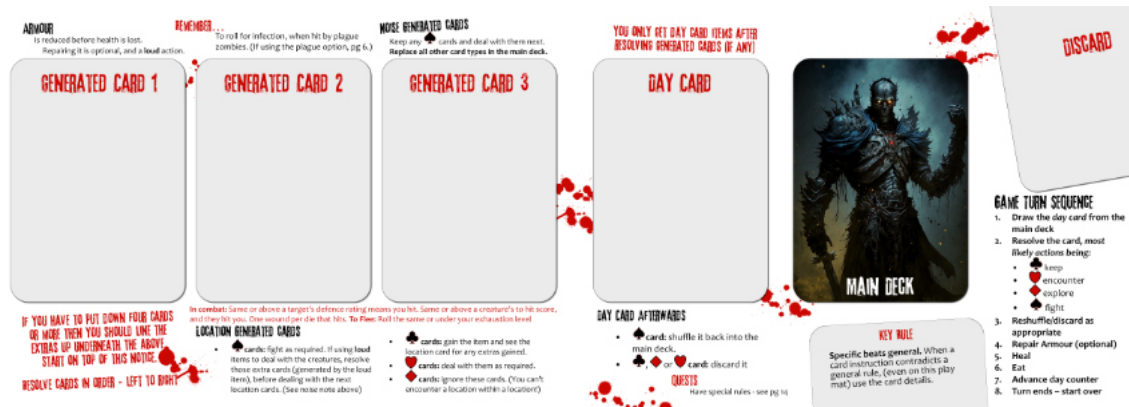 ARMOUR
Is reduced before health is lost.
Repairing it is optional, and a loud action.
REMEMBER...
To roll for infection, when hit by plague
zombies. (If using the plague option, pg 6.)
NOISE GENERATED CARDS
Keep any ♠ cards and deal with them next.
Replace all other card types in the main deck.
YOU ONLY GET DAY CARD ITEMS AFTER
RESOLVING GENERATED CARDS (IF ANY)
DISCARD
GENERATED CARD 1
GENERATED CARD 2
GENERATED CARD 3
DAY CARD
MAIN DECK
IF YOU HAVE TO PUT DOWN FOUR CARDS
OR MORE THEN YOU SHOULD LINE THE
EXTRAS UP UNDERNEATH THE ABOVE.
START ON TOP OF THIS NOTICE.
RESOLVE CARDS IN ORDER - LEFT TO RIGHT
In combat: Same or above a target's defence rating means you hit. Same or above a creature's to hit score,
and they hit you. One wound per die that hits. To Flee: Roll the same or under your exhaustion level
LOCATION GENERATED CARDS
• ♠ cards: fight as required. If using loud
items to deal with the creatures, resolve
those extra cards (generated by the loud
item), before dealing with the next
location cards. (See noise note above)
• ♣ cards: gain the item and see the
location card for any extras gained.
• ♥ cards: deal with them as required.
• ♦ cards: Ignore these cards. (You can't
encounter a location within a location!)
DAY CARD AFTERWARDS
• ♠ card: shuffle it back into the
main deck.
• ♣, ♦ or ♥ card: discard it
QUESTS
Have special rules - see pg 14
KEY RULE
Specific beats general. When a
card instruction contradicts a
general rule, (even on this play
mat) use the card details.
GAME TURN SEQUENCE
1. Draw the day card from the
main deck
2. Resolve the card, most
likely actions being:
• ♣ keep
• ♥ encounter
• ♦ explore
• ♠ fight
3. Reshuffle/discard as
appropriate
4. Repair Armour (optional)
5. Heal
6. Eat
7. Advance day counter
8. Turn ends – start over